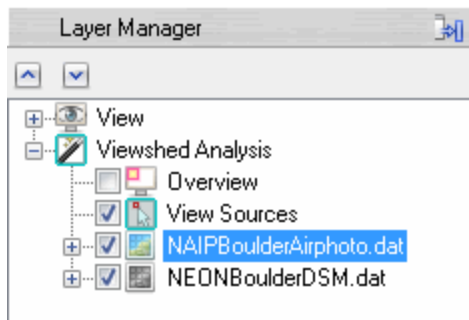 Layer Manager
View
Viewshed Analysis
Overview
View Sources
NAIPBoulderAirphoto.dat
NEONBoulderDSM.dat